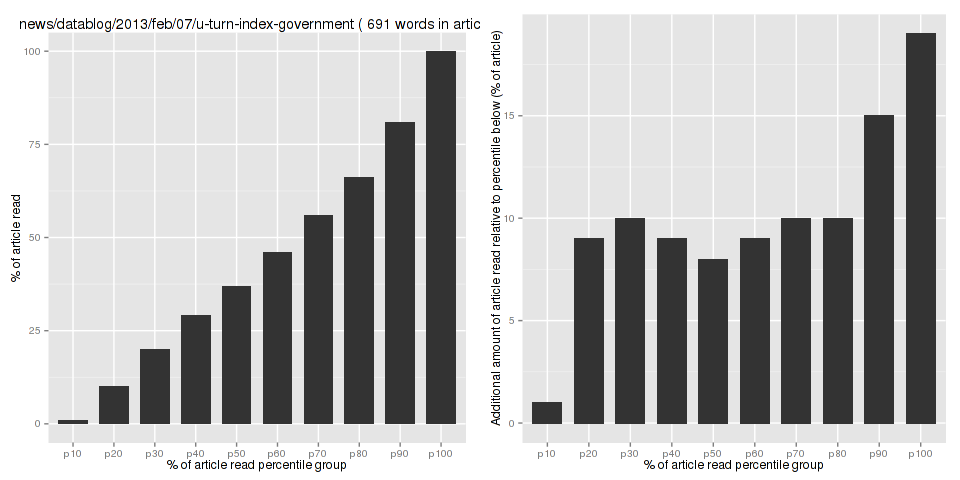 news/datablog/2013/feb/07/u-turn-index-government ( 691 words in artic
% of article read
100
75
50
25
0
p10 p20 p30 p40 p50 p60 p70 p80 p90 p100
% of article read percentile group
Additional amount of article read relative to percentile below (% of article)
15
10
5
0
p10 p20 p30 p40 p50 p60 p70 p80 p90 p100
% of article read percentile group